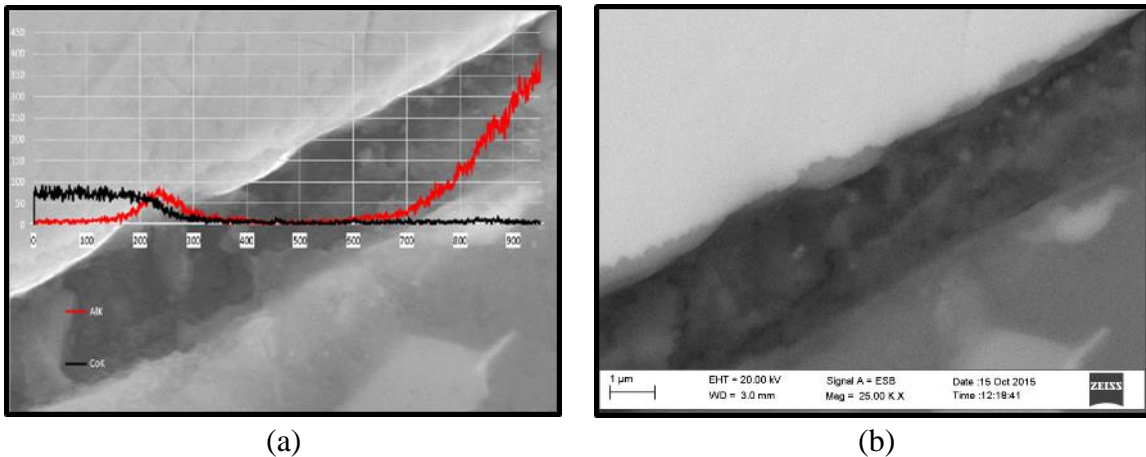 450
400
350
300
250
200
150
100
50
0
0 100 200 300 400 500 600 700 800 900
AlK
CoK
1 µm
EHT = 20.00 kV Signal A = ESB Date :15 Oct 2015
WD = 3.0 mm Mag = 25.00 K X Time :12:18:41
ZEISS
(a) (b)